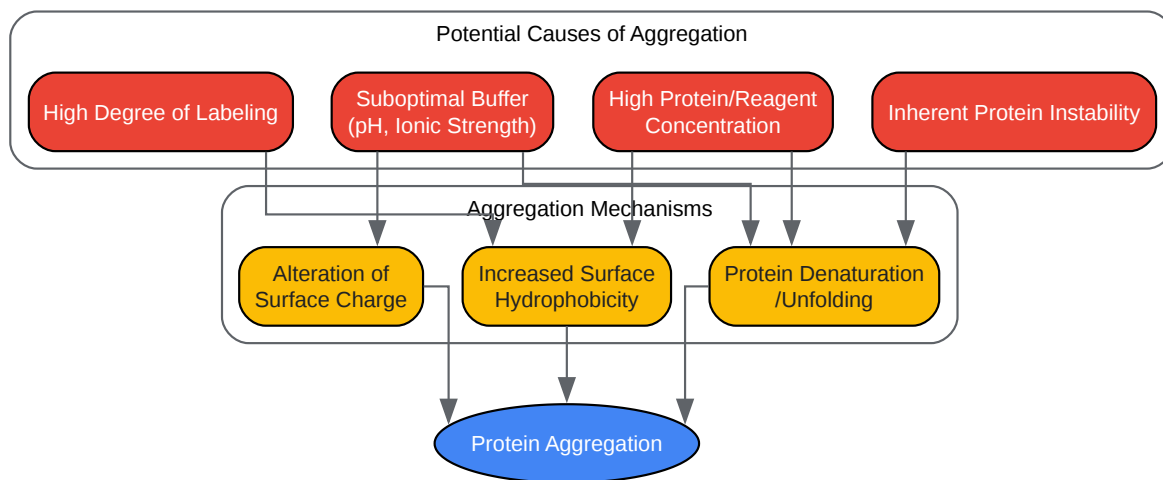 Potential Causes of Aggregation
High Degree of Labeling
Suboptimal Buffer
(pH, Ionic Strength)
High Protein/Reagent
Concentration
Inherent Protein Instability
Aggregation Mechanisms
Alteration of
Surface Charge
Increased Surface
Hydrophobicity
Protein Denaturation
/Unfolding
Protein Aggregation